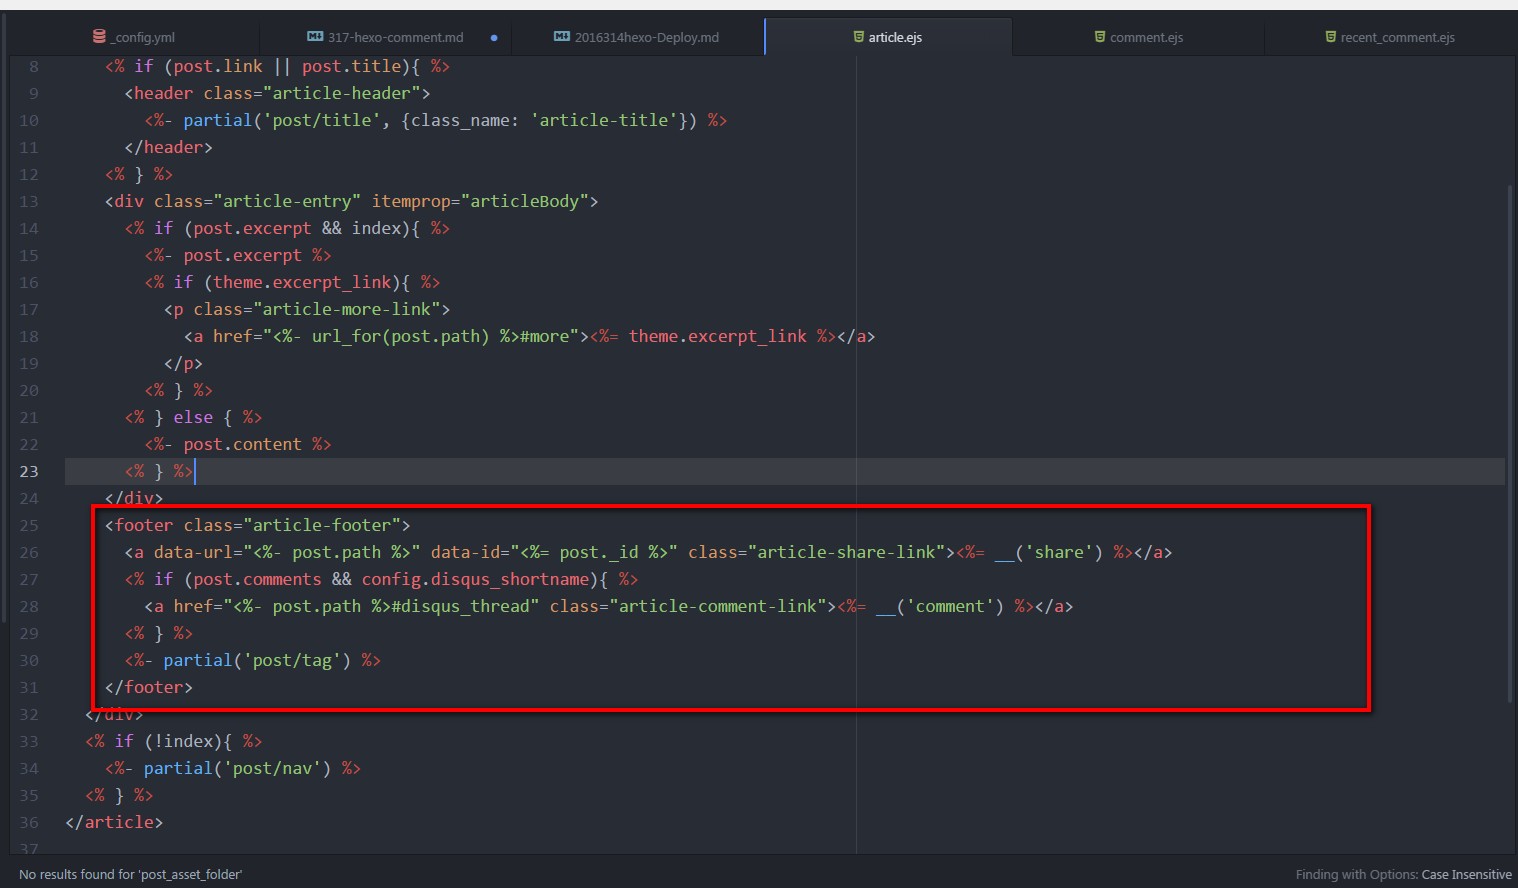 _config.yml 317-hexo-comment.md 2016314hexo-Deploy.md article.ejs comment.ejs recent_comment.ejs
8 <% if (post.link || post.title){ %>
9 <header class="article-header">
10 <%- partial('post/title', {class_name: 'article-title'}) %>
11 </header>
12 <% } %>
13 <div class="article-entry" itemprop="articleBody">
14 <% if (post.excerpt && index){ %>
15 <%- post.excerpt %>
16 <% if (theme.excerpt_link){ %>
17 <p class="article-more-link">
18 <a href="<%- url_for(post.path) %>#more"><%= theme.excerpt_link %></a>
19 </p>
20 <% } %>
21 <% } else { %>
22 <%- post.content %>
23 <% } %>
24 </div>
25 <footer class="article-footer">
26 <a data-url="<%- post.path %>" data-id="<%= post._id %>" class="article-share-link"><%= __('share') %></a>
27 <% if (post.comments && config.disqus_shortname){ %>
28 <a href="<%- post.path %>#disqus_thread" class="article-comment-link"><%= __('comment') %></a>
29 <% } %>
30 <%- partial('post/tag') %>
31 </footer>
32 </div>
33 <% if (!index){ %>
34 <%- partial('post/nav') %>
35 <% } %>
36 </article>
37
No results found for 'post_asset_folder' Finding with Options: Case Insensitive